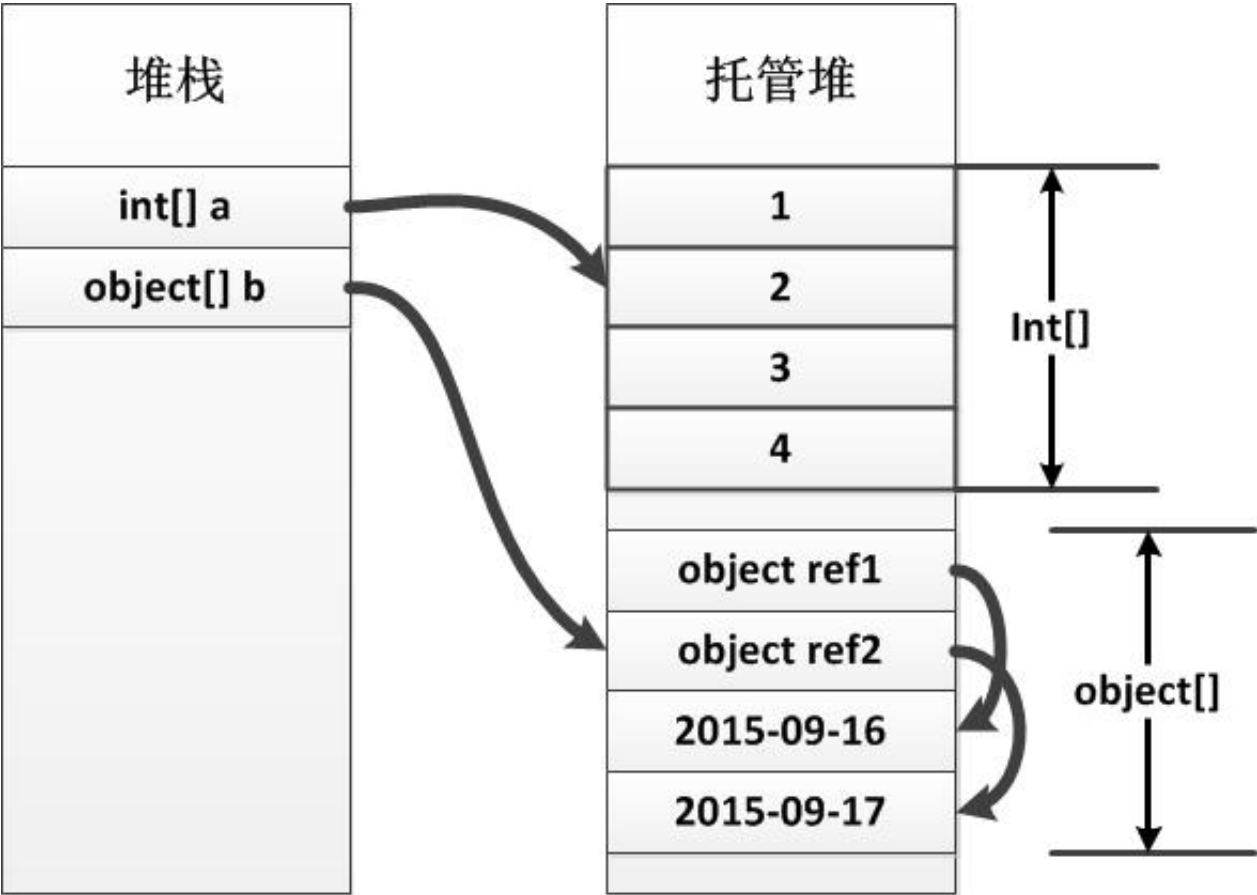 堆栈
int[] a
object[] b
托管堆
1
2
3
4
object ref1
object ref2
2015-09-16
2015-09-17
Int[]
object[]